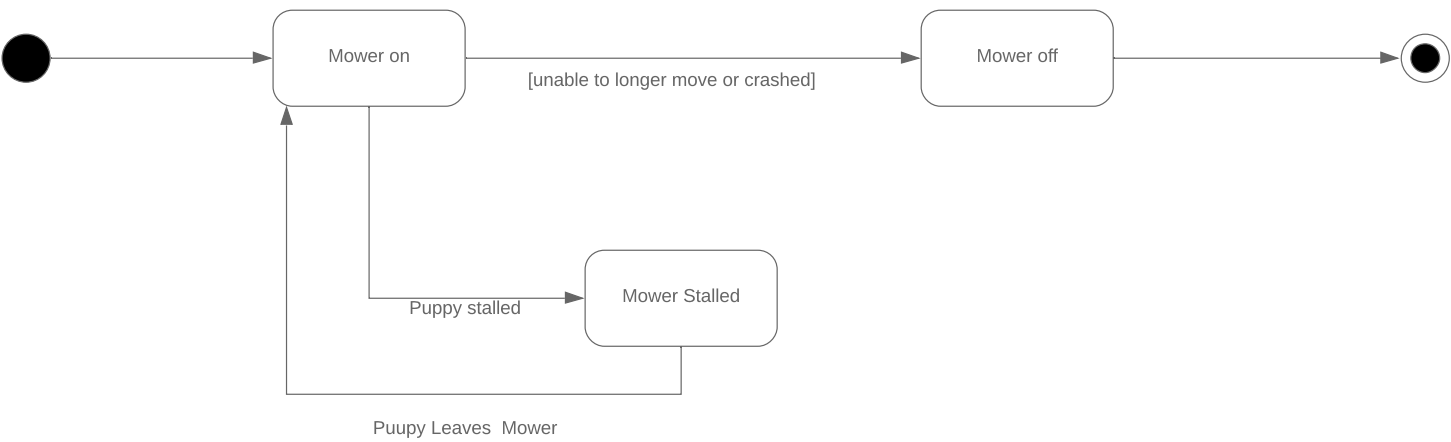 Mower on
Mower off
[unable to longer move or crashed]
Mower Stalled
Puppy stalled
Puupy Leaves  Mower